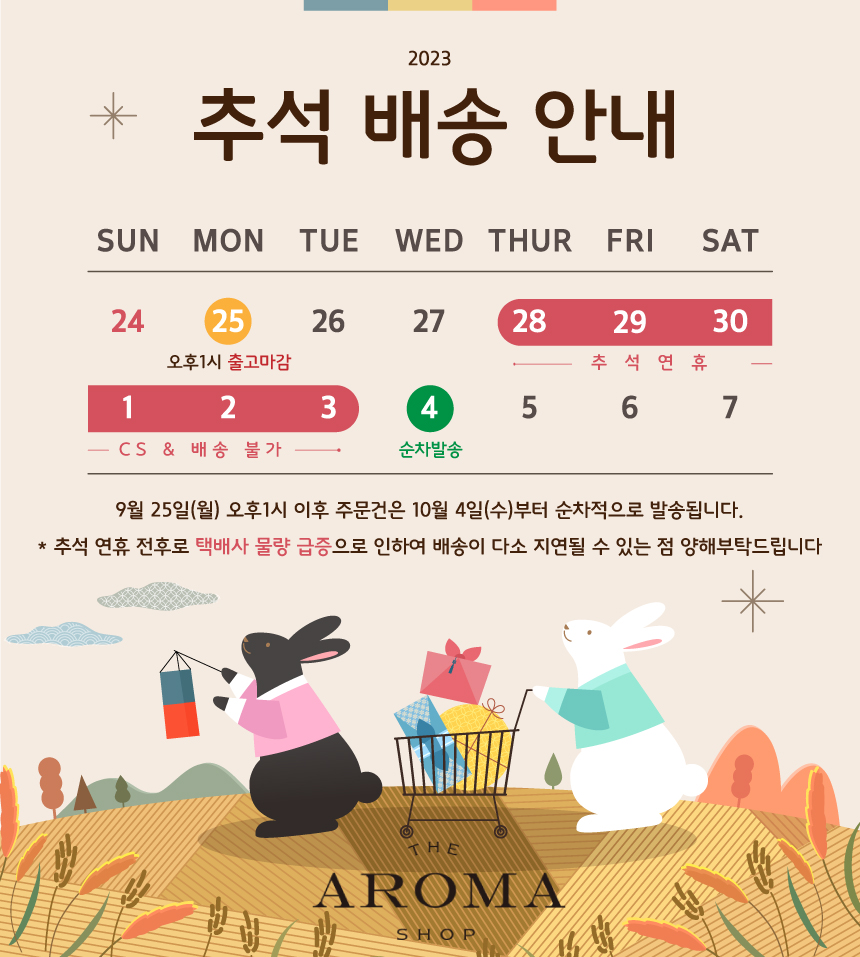 2023
추석 배송 안내
SUN MON TUE WED THUR FRI SAT
24 25 26 27 28 29 30
오후1시 출고마감 추 석 연 휴
1 2 3 4 5 6 7
CS & 배송 불가 순차발송
9월 25일(월) 오후1시 이후 주문건은 10월 4일(수)부터 순차적으로 발송됩니다.
* 추석 연휴 전후로 택배사 물량 급증으로 인하여 배송이 다소 지연될 수 있는 점 양해부탁드립니다
THE
AROMA
SHOP